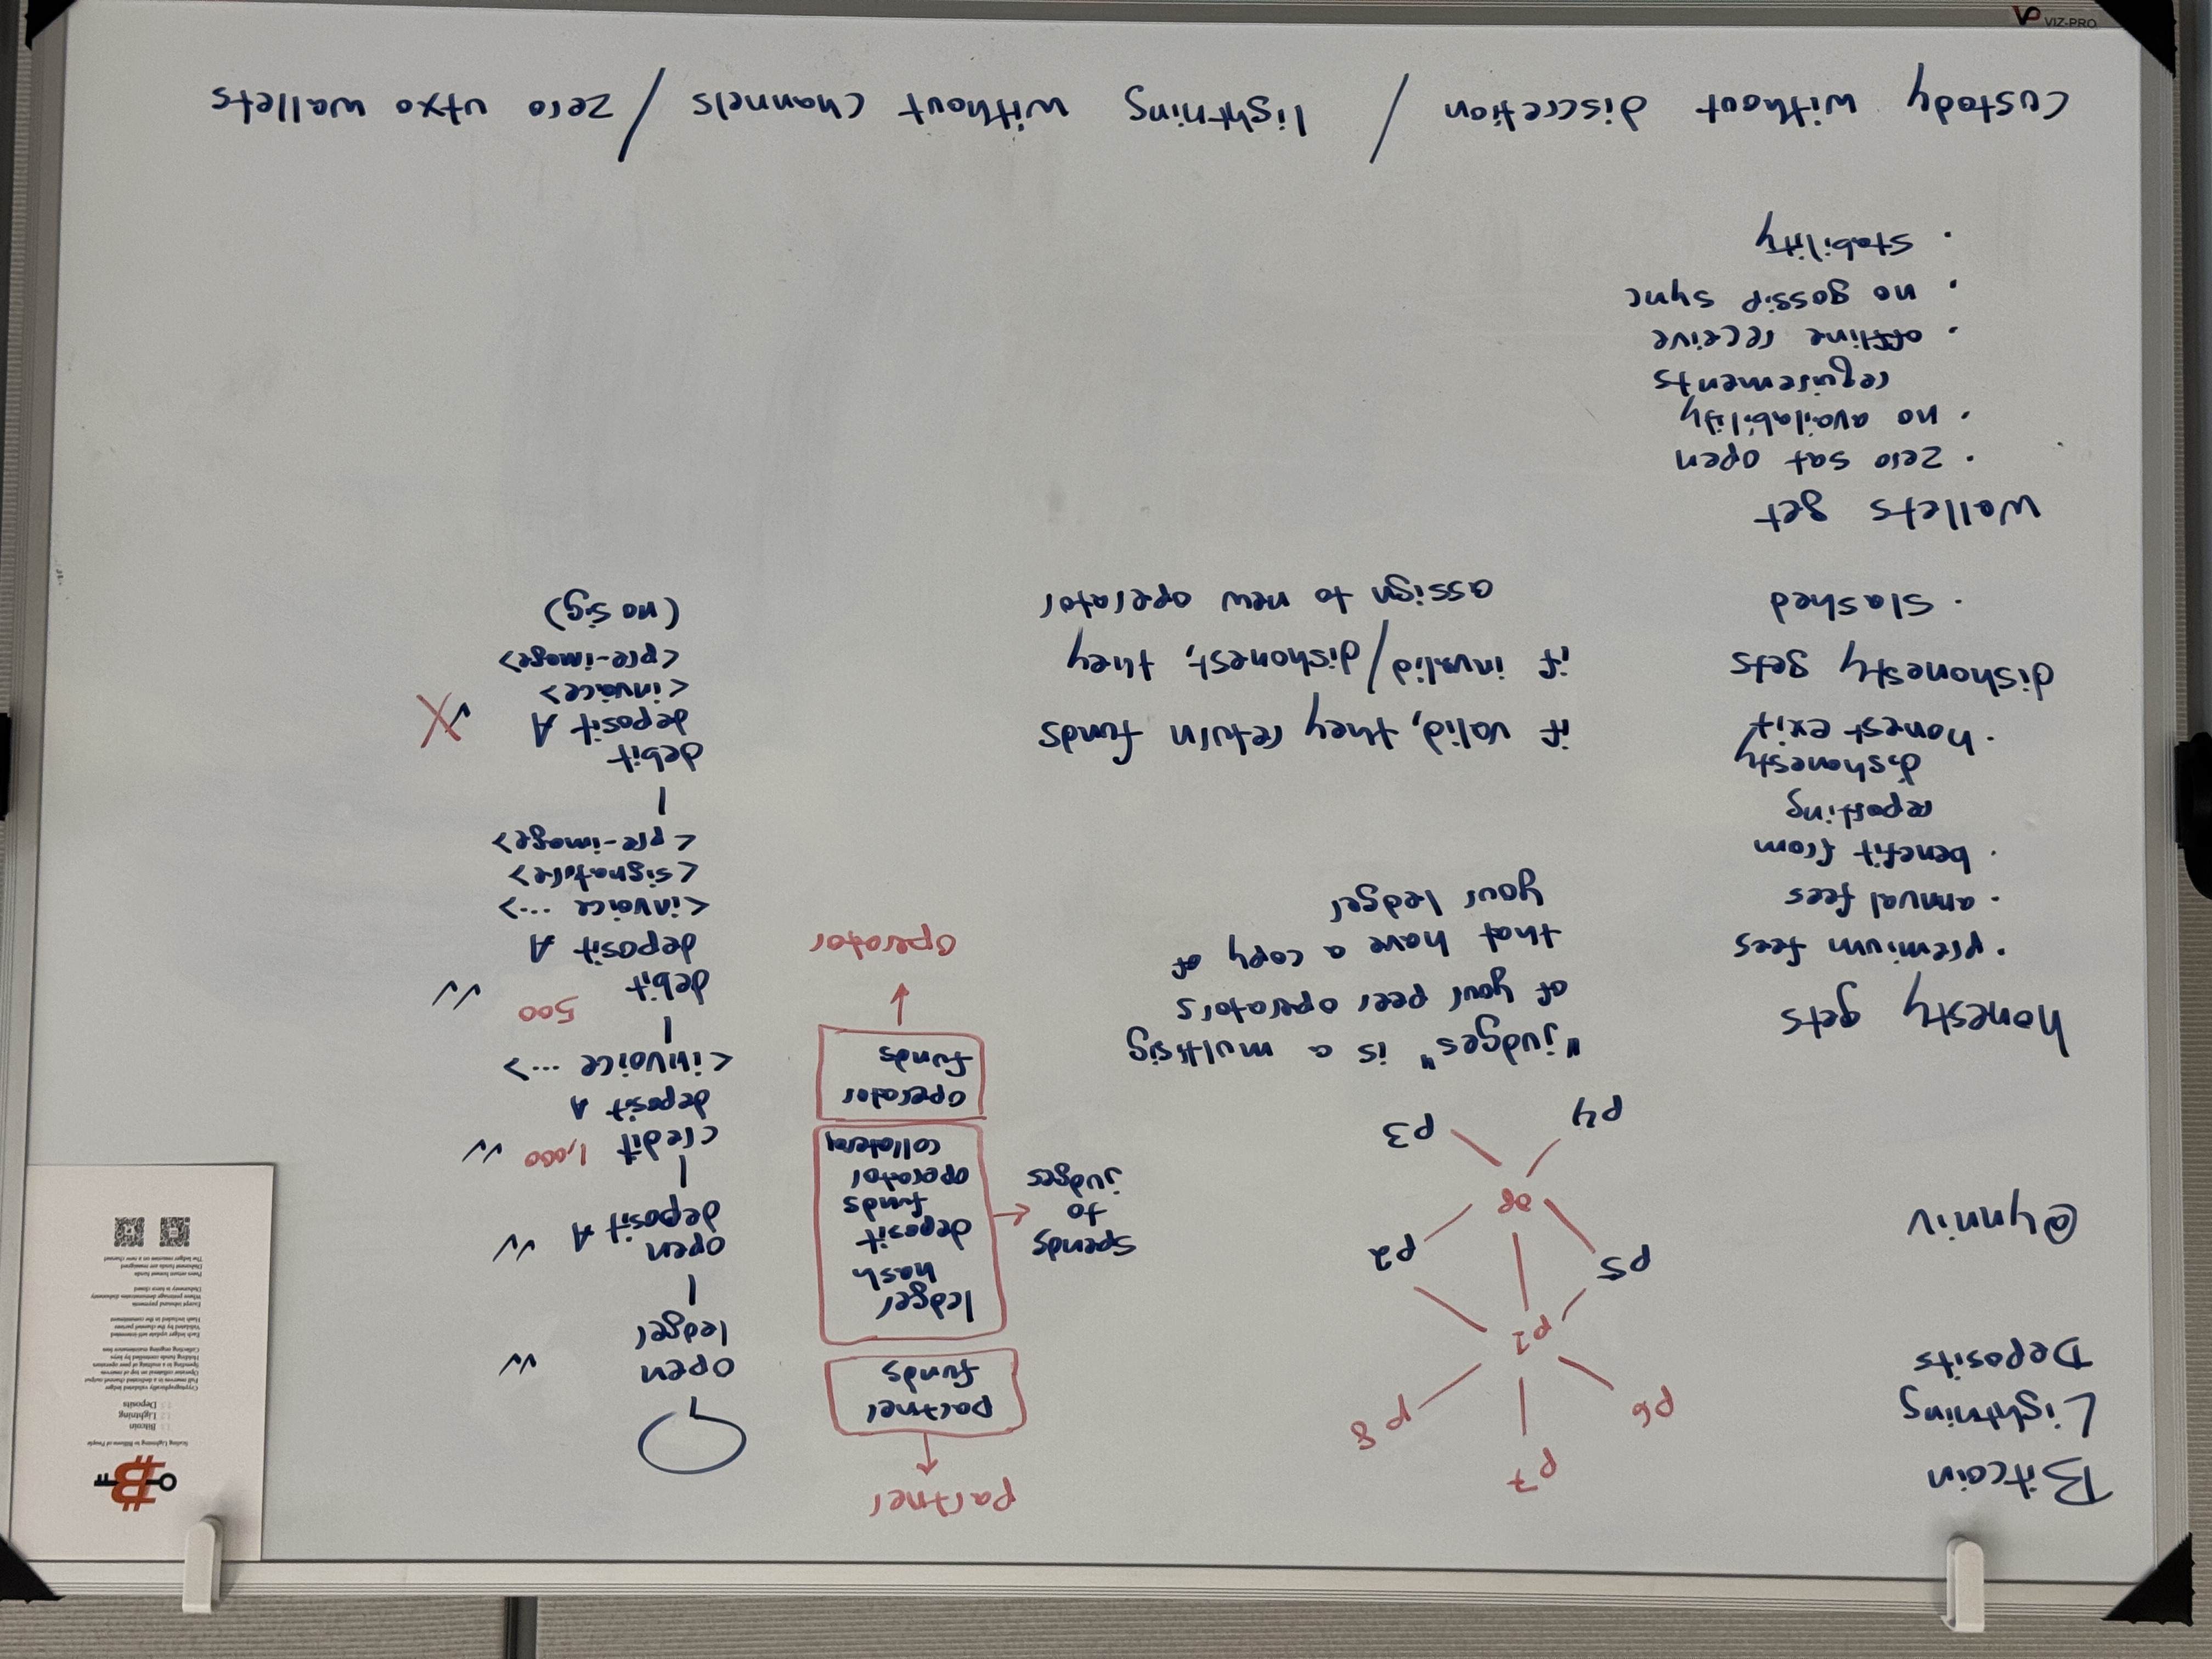 Bitcoin
Lightning
Deposits
@ynniv
honesty gets
· premium fees
· annual fees
· benefit from
reporting
dishonesty
· honest exit
dishonesty gets
· slashed
wallets get
· zero sat open
· no availability
requirements
· offline receive
· no gossip sync
· stability
p7
p6
p8
p1
p5
p2
op
p4
p3
"judges" is a multisig
of your peer operators
that have a copy of
your ledger
if valid, they return funds
if invalid/dishonest, they
assign to new operator
partner
partner
funds
ledger
hash
deposit
funds
operator
collateral
spends
to
judges
operator
funds
operator
open
ledger ✓✓
open
deposit A ✓✓
credit 1,000 ✓✓
deposit A
<invoice ...>
debit 500 ✓✓
deposit A
<invoice ...>
<signature>
<pre-image>
debit
deposit A ✓X
<invoice>
<pre-image>
(no sig)
custody without discretion / lightning without channels / zero utxo wallets
Scaling Lightning to Billions of People
L1 Bitcoin
L2 Lightning
L3 Deposits
Cryptographically validated ledger
Full reserves in a dedicated channel output
Operator collateral on top of reserves
Spending to a multisig of peer operators
Holding funds controlled by keys
Collecting ongoing maintenance fees
Each ledger update self-interested
Validated by the channel partner
Hash included in the commitment
Except inbound payments
Where preimage demonstrates dishonesty
Dishonesty is force closed
Peers return honest funds
Dishonest funds are reassigned
The ledger resumes on a new channel
VIZ-PRO